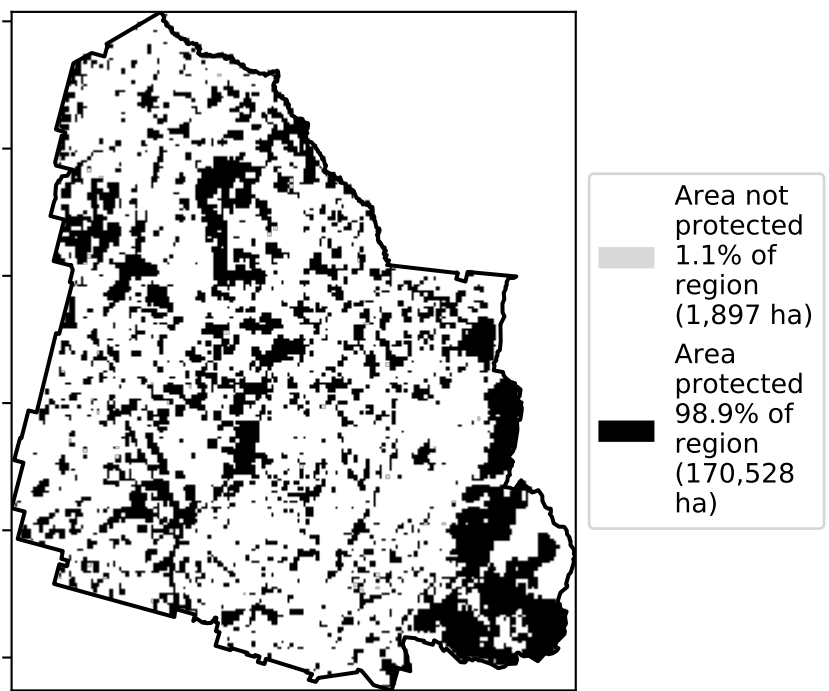 Area not
protected
1.1% of
region
(1,897 ha)
Area
protected
98.9% of
region
(170,528
ha)